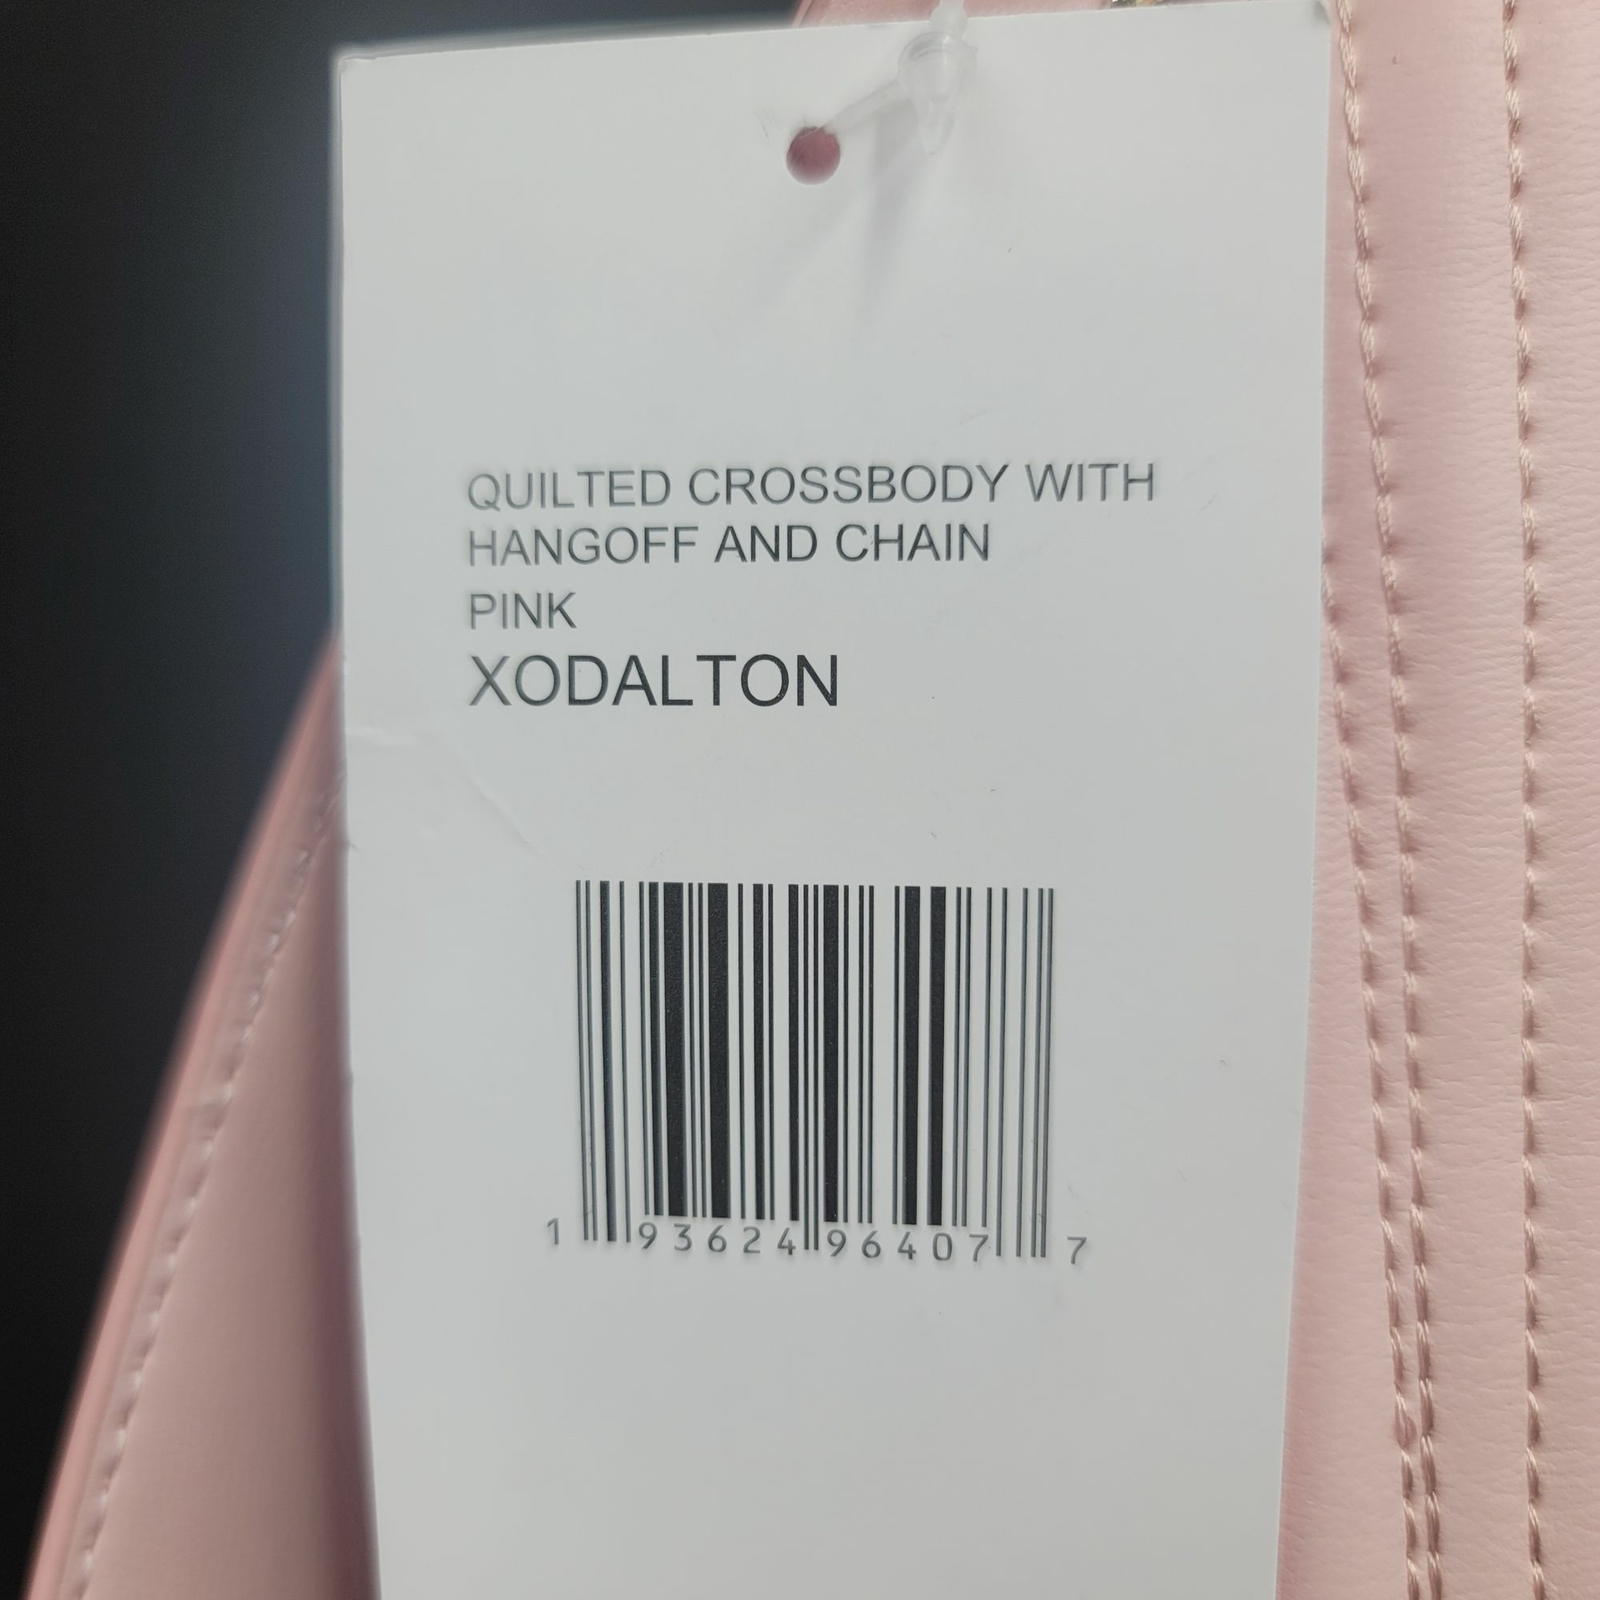 QUILTED CROSSBODY WITH
HANGOFF AND CHAIN
PINK
XODALTON
1 93624 96407 7